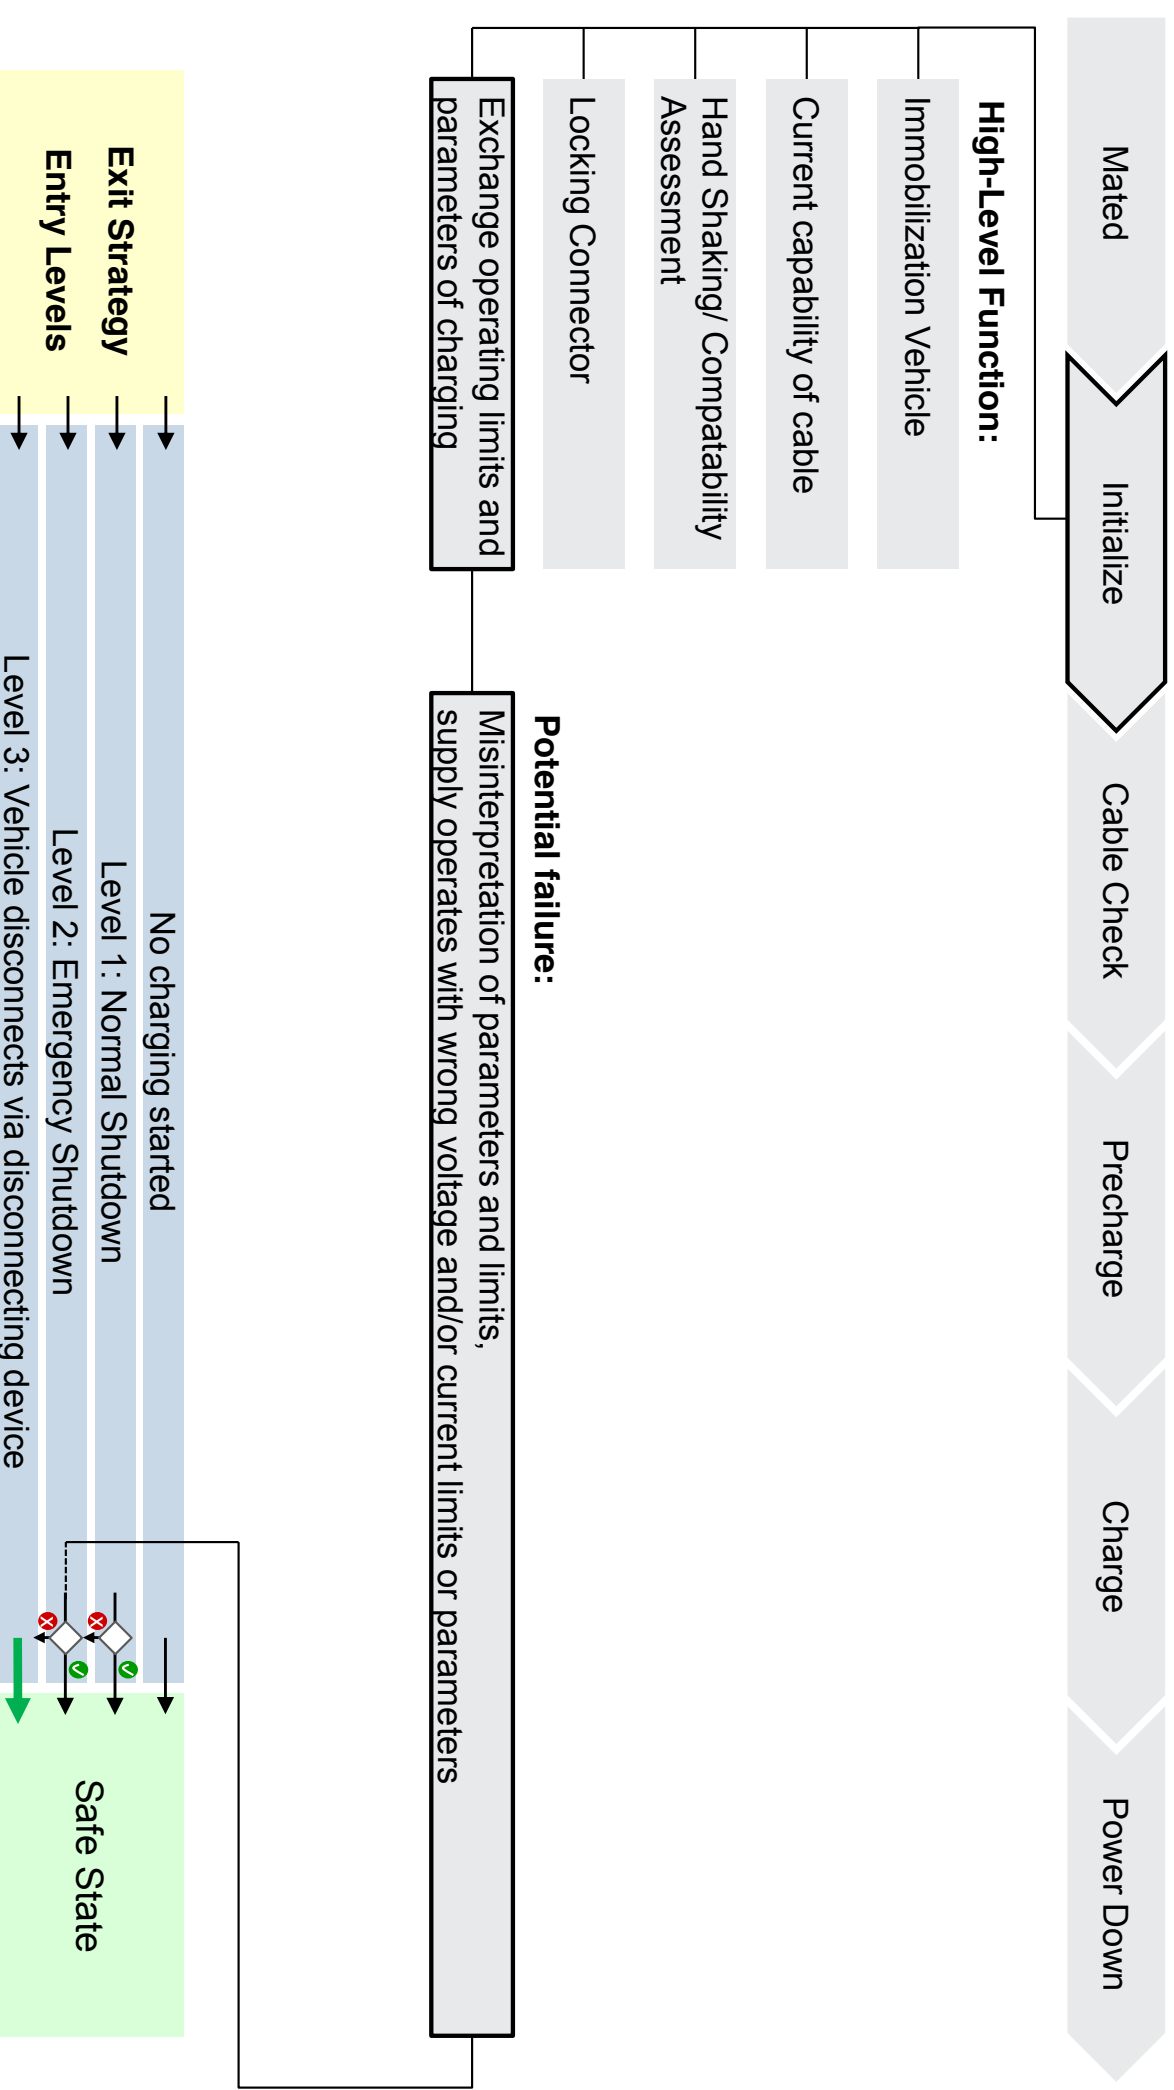 Mated
Initialize
Cable Check
Precharge
Charge
Power Down
High-Level Function:
Immobilization Vehicle
Current capability of cable
Hand Shaking/ Compatability
Assessment
Locking Connector
Exchange operating limits and
parameters of charging
Potential failure:
Misinterpretation of parameters and limits,
supply operates with wrong voltage and/or current limits or parameters
Exit Strategy
Entry Levels
No charging started
Level 1: Normal Shutdown
Level 2: Emergency Shutdown
Level 3: Vehicle disconnects via disconnecting device
Safe State